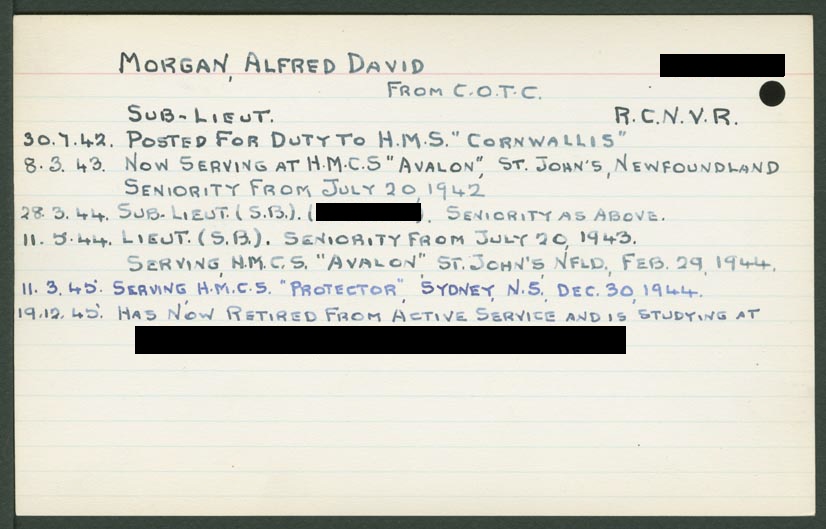 MORGAN, ALFRED DAVID
FROM C.O.T.C.
SUB-LIEUT. R.C.N.V.R.
30.7.42. POSTED FOR DUTY TO H.M.S. "CORNWALLIS"
8.3.43. NOW SERVING AT H.M.C.S "AVALON", ST. JOHN'S, NEWFOUNDLAND
SENIORITY FROM JULY 20, 1942
28.3.44. SUB-LIEUT. (S.B.). ( ). SENIORITY AS ABOVE.
11.5.44. LIEUT. (S.B.). SENIORITY FROM JULY 20, 1943.
SERVING, H.M.C.S. "AVALON", ST. JOHN'S NFLD., FEB. 29, 1944.
11.3.45. SERVING, H.M.C.S. "PROTECTOR", SYDNEY, N.S., DEC. 30, 1944.
19.12.45. HAS NOW RETIRED FROM ACTIVE SERVICE AND IS STUDYING AT